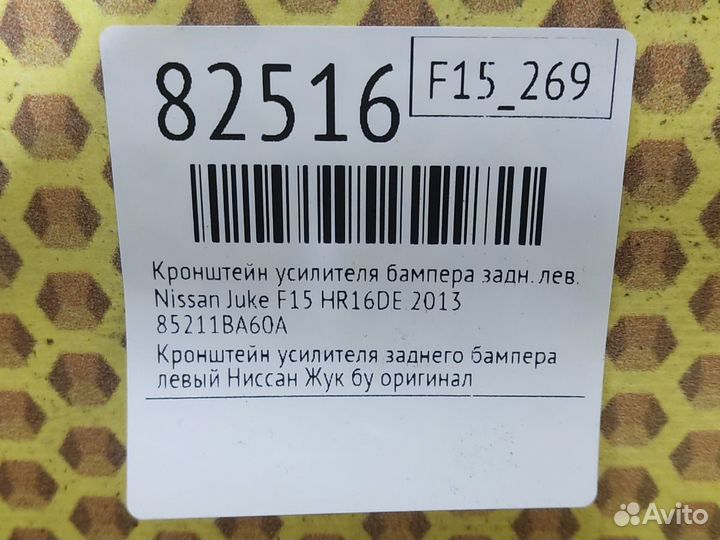 82516
F15_269
Кронштейн усилителя бампера задн. лев.
Nissan Juke F15 HR16DE 2013
85211BA60A
Кронштейн усилителя заднего бампера
левый Ниссан Жук бу оригинал
Avito